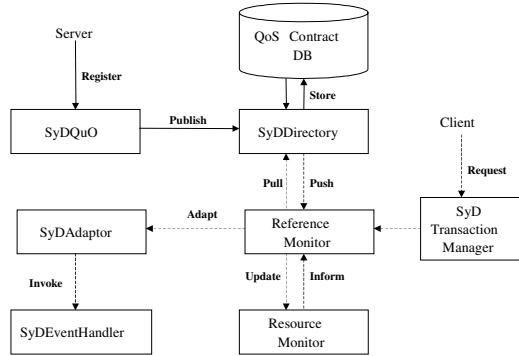 Server
QoS Contract
DB
Register
Store
Publish
SyDQuO
SyDDirectory
Client
Request
Pull
Push
Adapt
SyDAdaptor
Reference
Monitor
SyD
Transaction
Manager
Invoke
Update
Inform
SyDEventHandler
Resource
Monitor